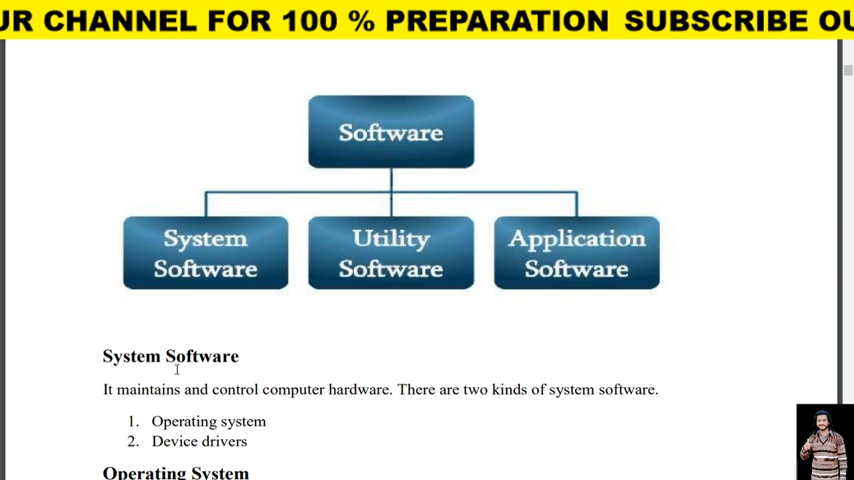 UR CHANNEL FOR 100 % PREPARATION SUBSCRIBE OU
Software
System Software
Utility Software
Application Software
System Software
It maintains and control computer hardware. There are two kinds of system software.
1. Operating system
2. Device drivers
Operating System